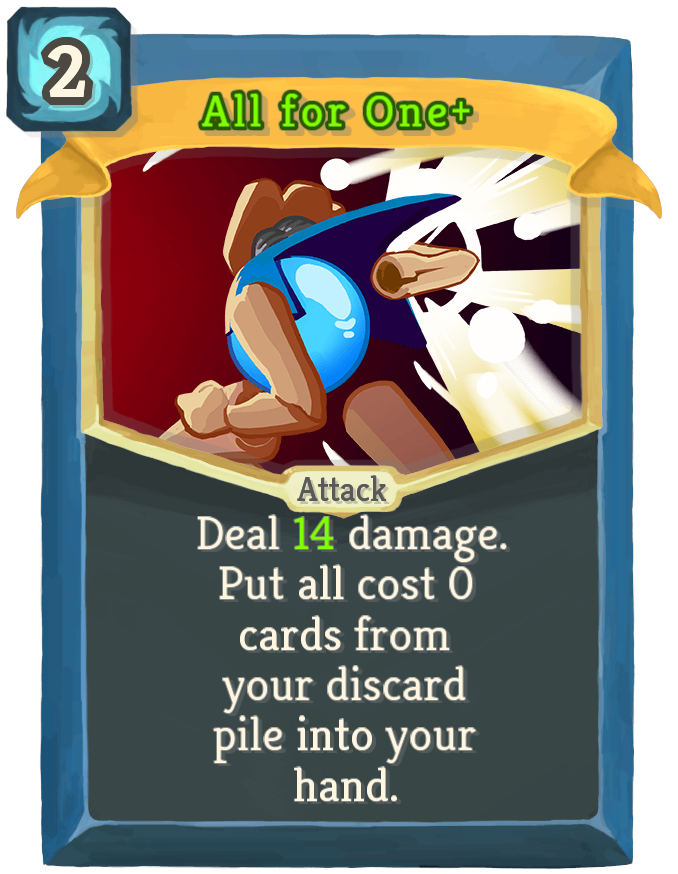 2
All for One+
Attack
Deal 14 damage.
Put all cost 0
cards from
your discard
pile into your
hand.